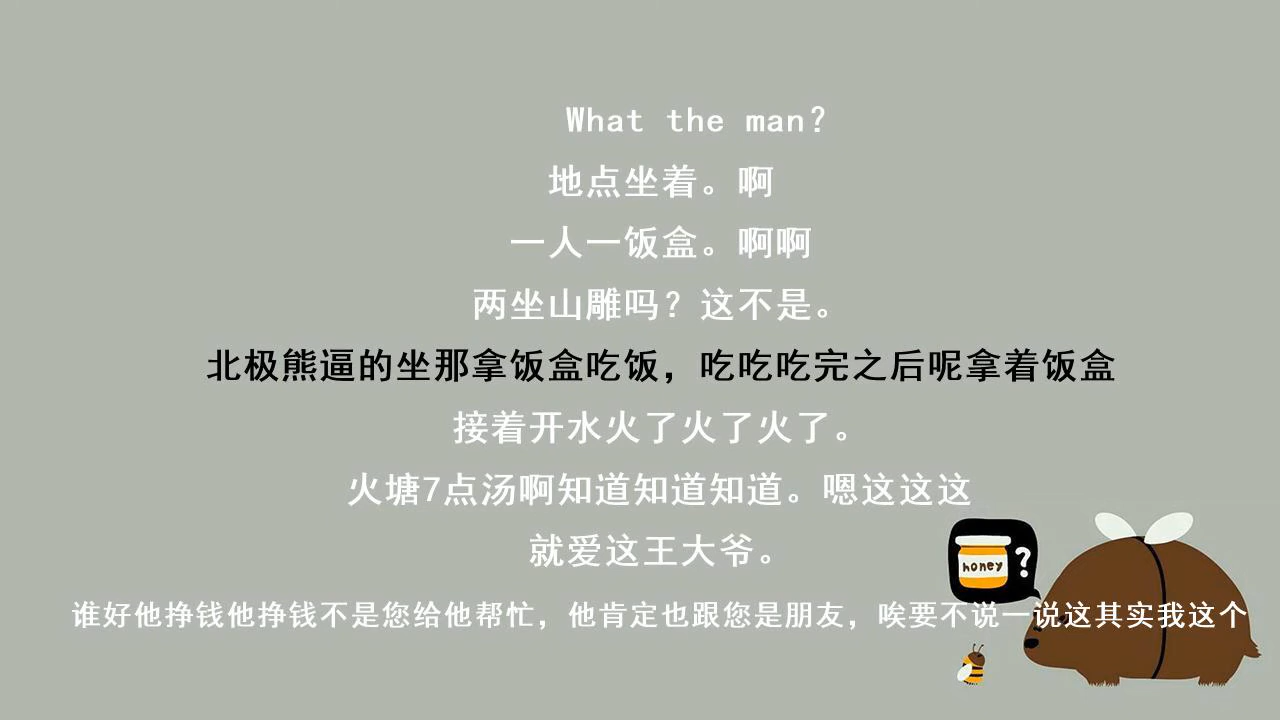 What the man？
地点坐着。啊
一人一饭盒。啊啊
两坐山雕吗？这不是。
北极熊逼的坐那拿饭盒吃饭，吃吃吃完之后呢拿着饭盒
接着开水火了火了火了。
火塘7点汤啊知道知道知道。嗯这这这
就爱这王大爷。
honey
?
谁好他挣钱他挣钱不是您给他帮忙，他肯定也跟您是朋友，唉要不说一说这其实我这个